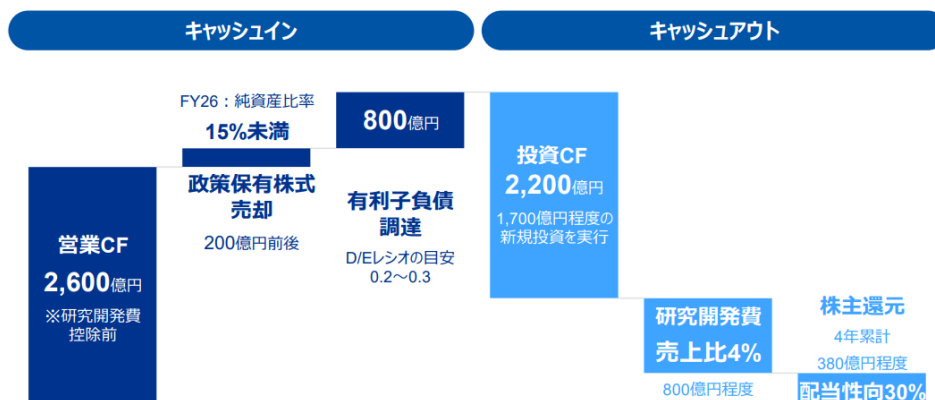 キャッシュイン
キャッシュアウト
営業CF
2,600億円
※研究開発費
控除前
FY26：純資産比率
15%未満
政策保有株式
売却
200億円前後
800億円
有利子負債
調達
D/Eレシオの目安
0.2～0.3
投資CF
2,200億円
1,700億円程度の
新規投資を実行
研究開発費
売上比4%
800億円程度
株主還元
4年累計
380億円程度
配当性向30%